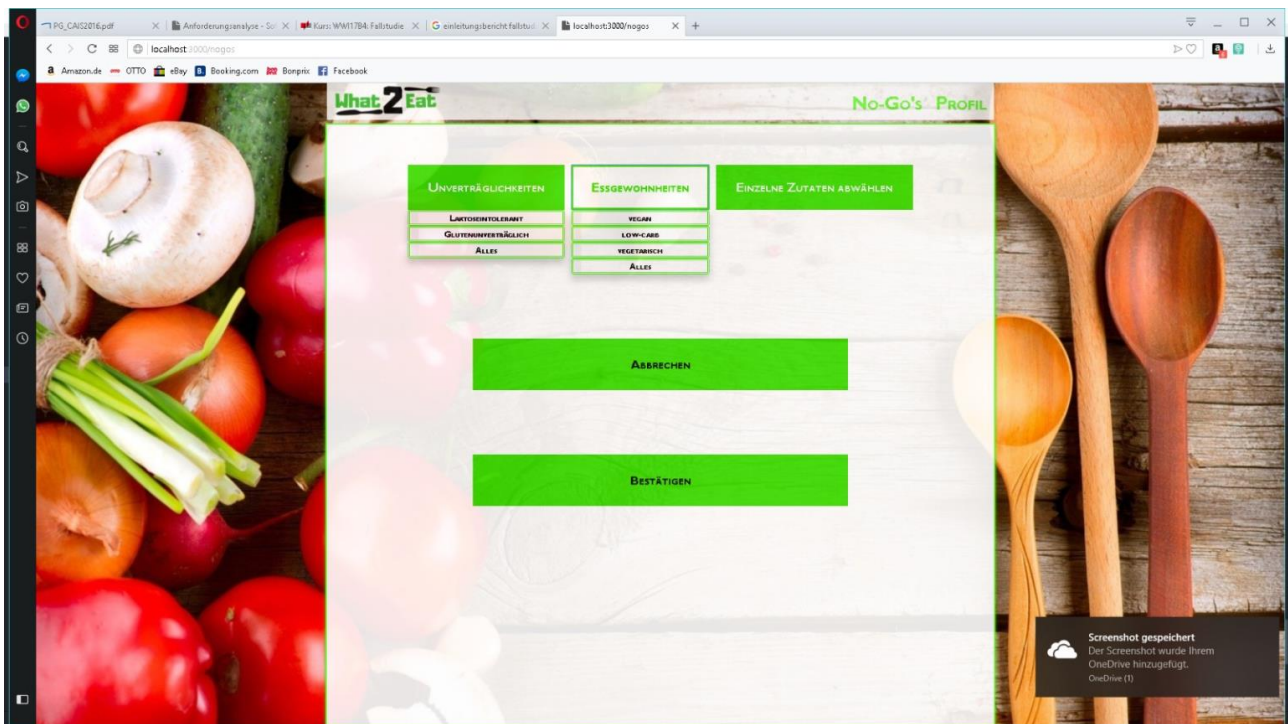 PG_CAIS2016.pdf
Anforderungsanalyse - Sol
Kurs: WWI17B4: Fallstudie
einleitungsbericht fallstud
localhost:3000/nogos
localhost:3000/nogos
Amazon.de
OTTO
eBay
Booking.com
Bonprix
Facebook
What2Eat
No-Go's Profil
Unverträglichkeiten
Essgewohnheiten
Einzelne Zutaten abwählen
Laktoseintolerant
Glutenunverträglich
Alles
vegan
low-carb
vegetarisch
Alles
Abbrechen
Bestätigen
Screenshot gespeichert
Der Screenshot wurde Ihrem
OneDrive hinzugefügt.
OneDrive (1)